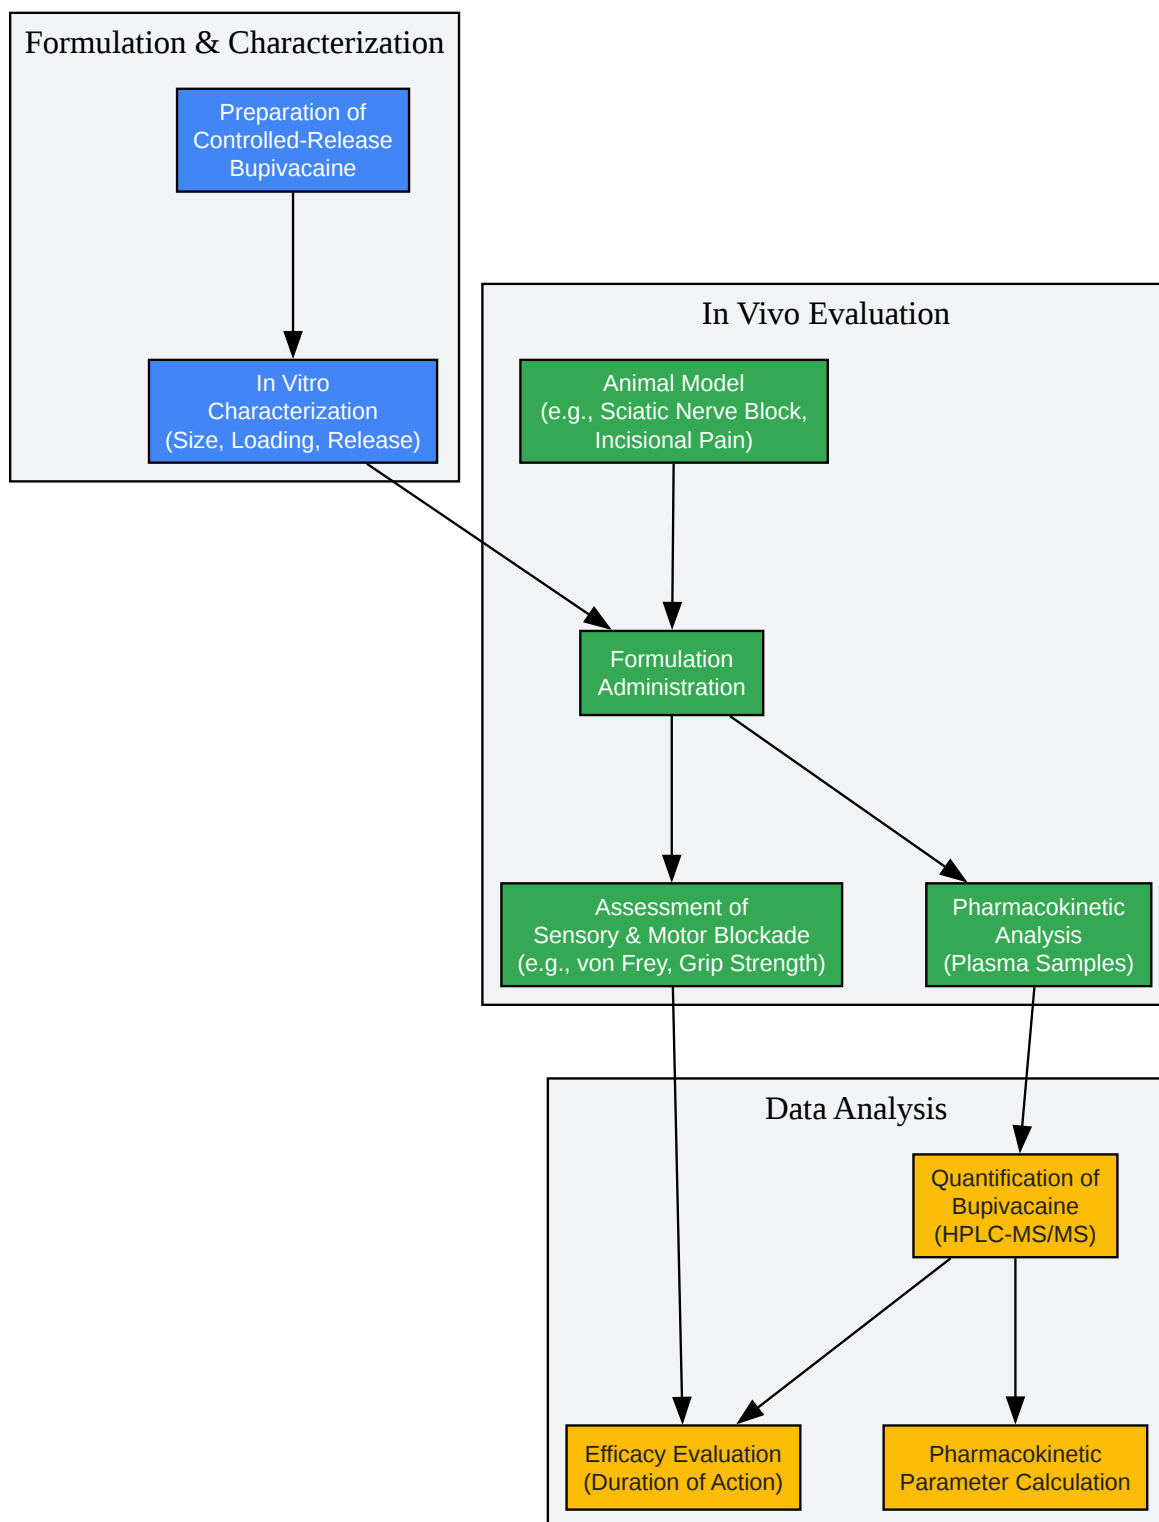 Formulation & Characterization
Preparation of
Controlled-Release
Bupivacaine
In Vitro
Characterization
(Size, Loading, Release)
In Vivo Evaluation
Animal Model
(e.g., Sciatic Nerve Block,
Incisional Pain)
Formulation
Administration
Assessment of
Sensory & Motor Blockade
(e.g., von Frey, Grip Strength)
Pharmacokinetic
Analysis
(Plasma Samples)
Data Analysis
Quantification of
Bupivacaine
(HPLC-MS/MS)
Efficacy Evaluation
(Duration of Action)
Pharmacokinetic
Parameter Calculation